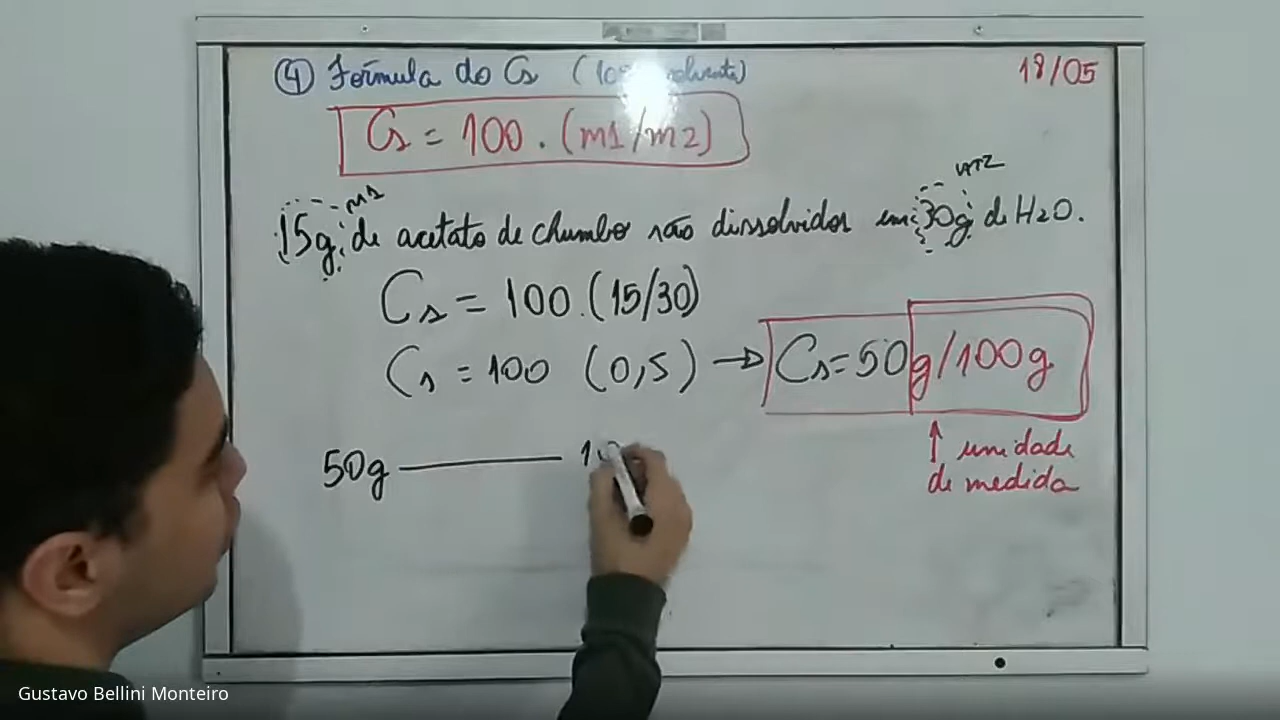 4 Fórmula do Cs (
18/05
Cs = 100 . (m1/m2)
m1
m2
15g de acetato de chumbo são dissolvidos em 30g de H2O.
Cs = 100 . (15/30)
Cs = 100 (0,5) → Cs = 50g/100g
↑ unidade de medida
50g 10
Gustavo Bellini Monteiro